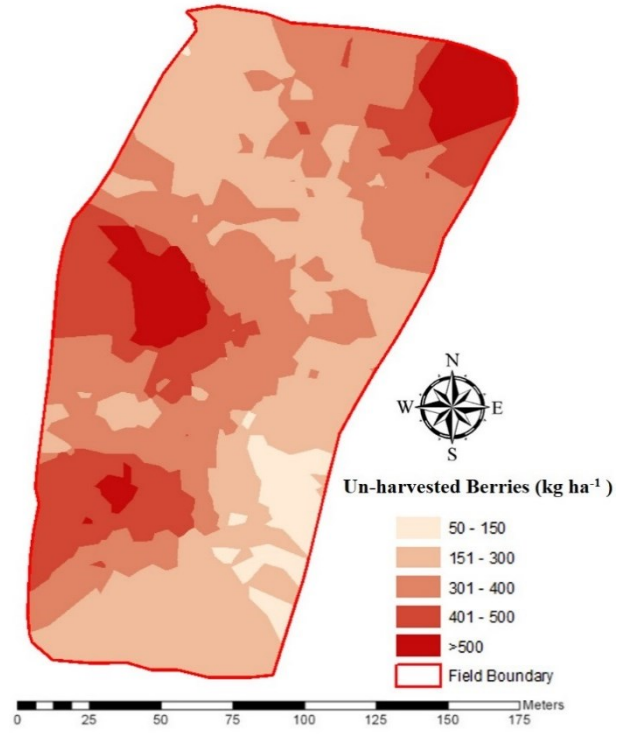 N
W E
S
Un-harvested Berries (kg ha⁻¹ )
50 - 150
151 - 300
301 - 400
401 - 500
>500
Field Boundary
Meters
0 25 50 75 100 125 150 175